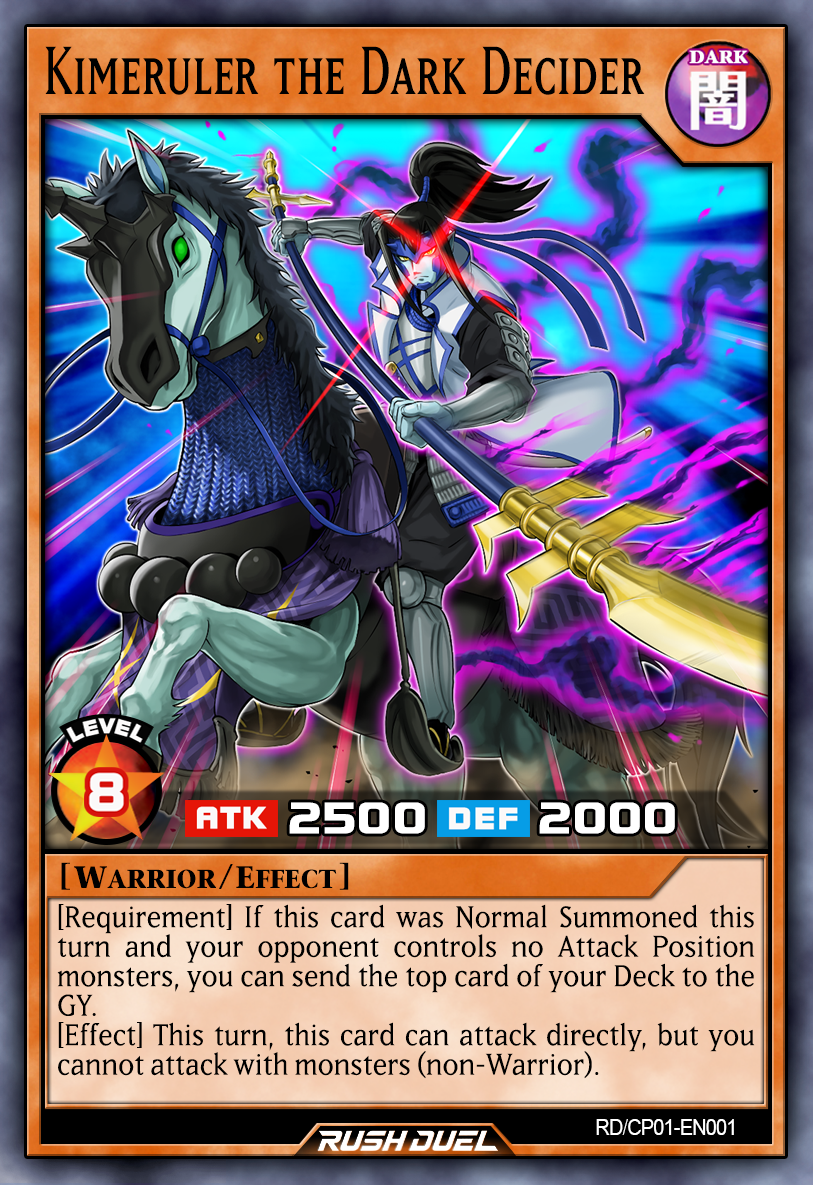 Kimeruler the Dark Decider
DARK
闇
LEVEL
8
ATK 2500 DEF 2000
[Warrior/Effect]
[Requirement] If this card was Normal Summoned this
turn and your opponent controls no Attack Position
monsters, you can send the top card of your Deck to the
GY.
[Effect] This turn, this card can attack directly, but you
cannot attack with monsters (non-Warrior).
RD/CP01-EN001
RUSH DUEL